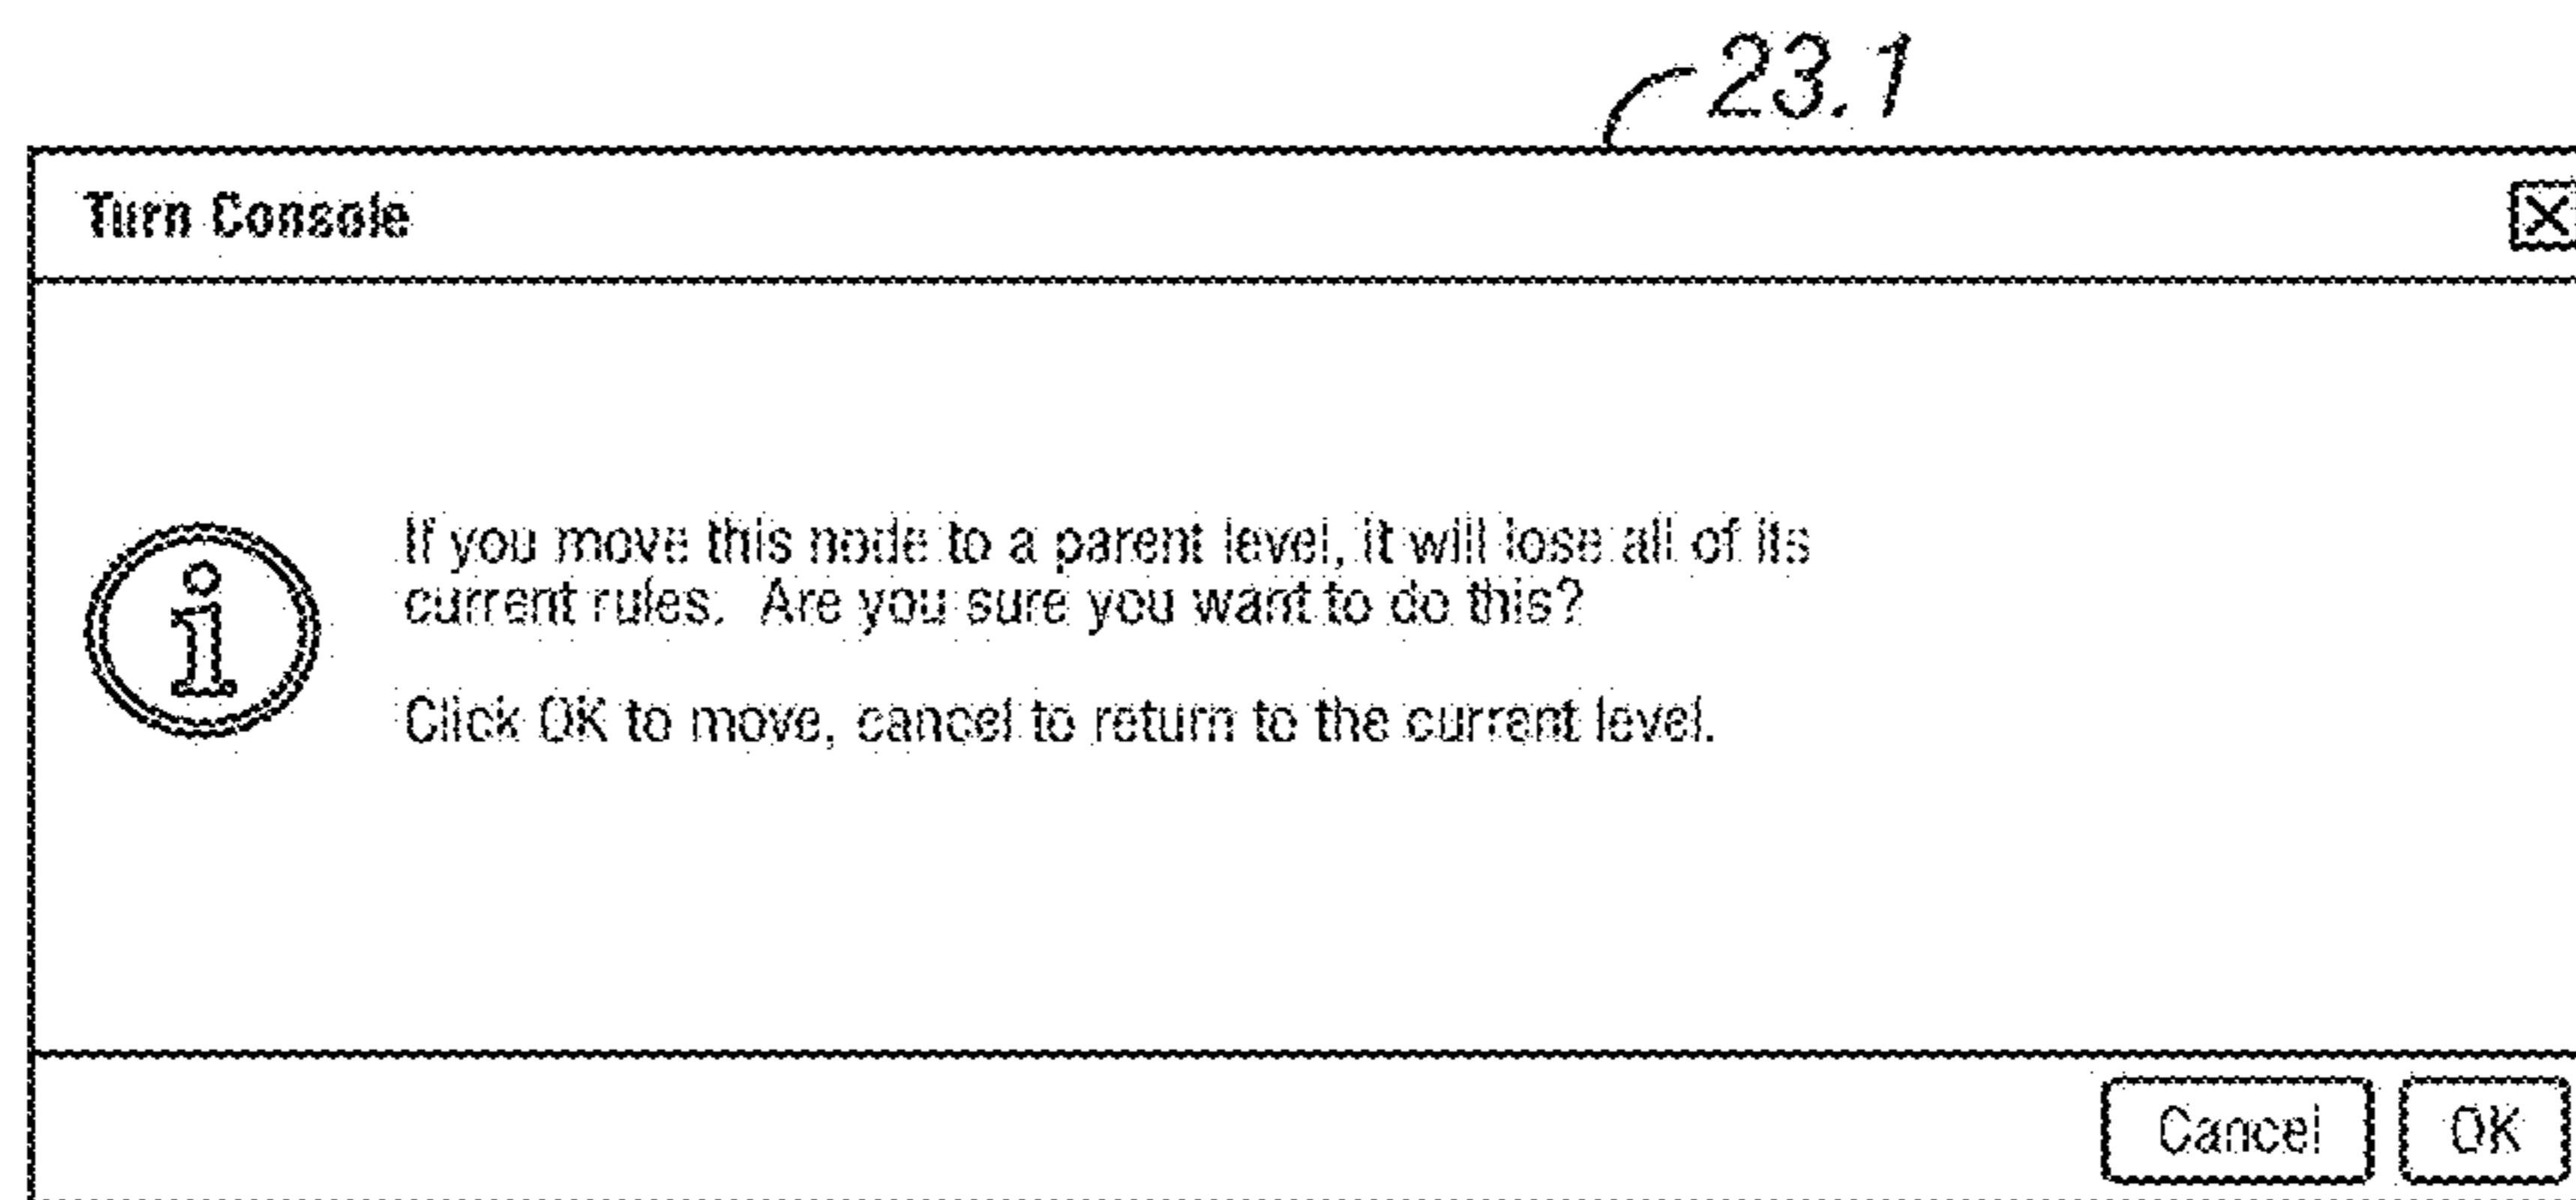 23.1
Turn Console
If you move this node to a parent level, it will lose all of its
current rules. Are you sure you want to do this?
Click OK to move, cancel to return to the current level.
Cancel OK